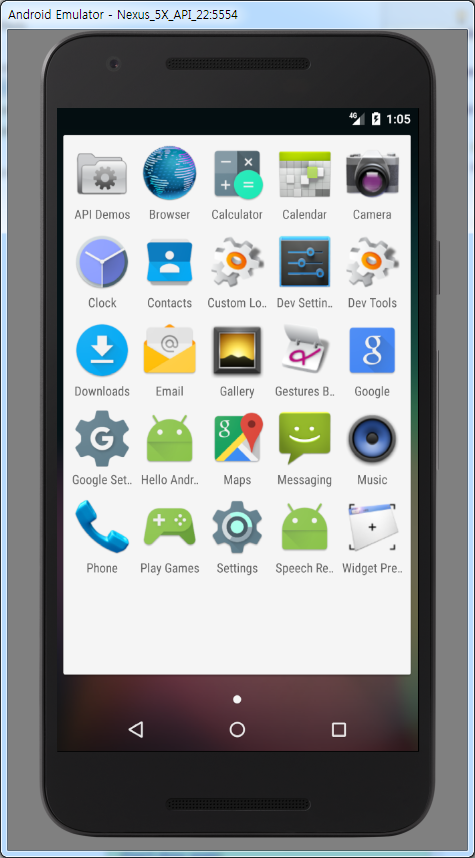 Android Emulator - Nexus_5X_API_22:5554
4G 1:05
API Demos Browser Calculator Calendar Camera
Clock Contacts Custom Lo.. Dev Settin.. Dev Tools
Downloads Email Gallery Gestures B.. Google
Google Set.. Hello Andr.. Maps Messaging Music
Phone Play Games Settings Speech Re.. Widget Pre..